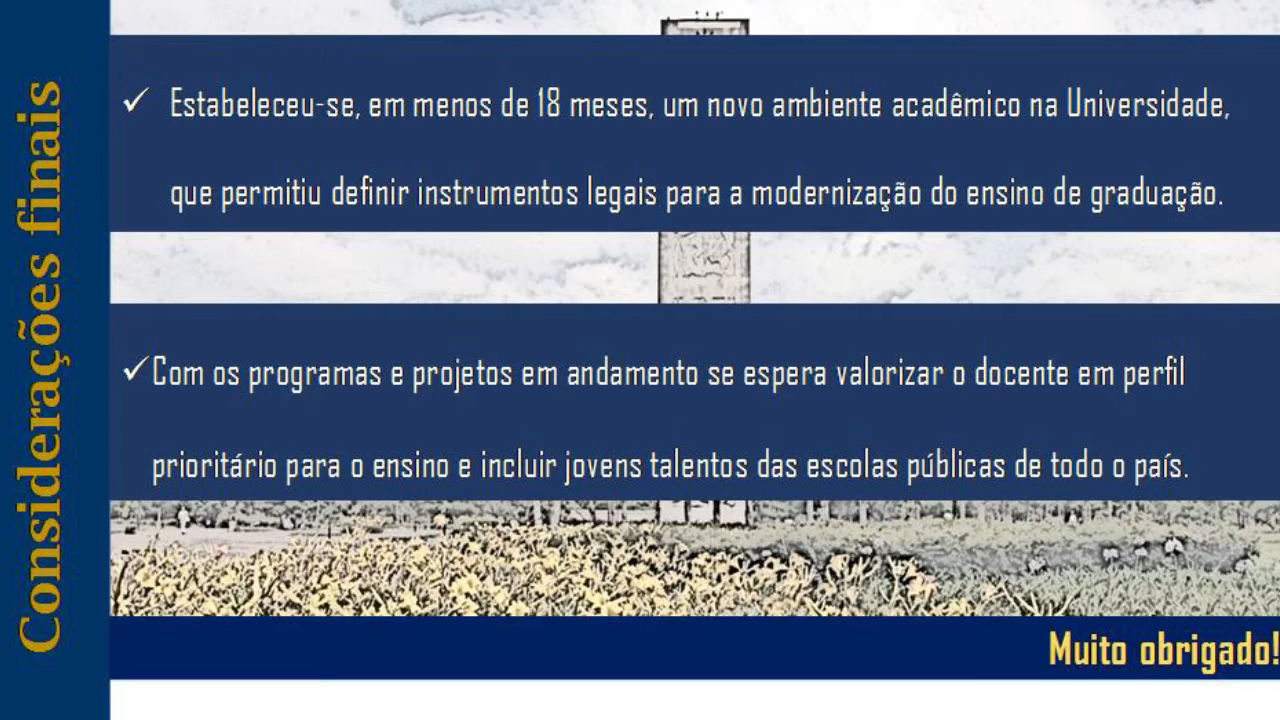 Considerações finais
✓ Estabeleceu-se, em menos de 18 meses, um novo ambiente acadêmico na Universidade,
que permitiu definir instrumentos legais para a modernização do ensino de graduação.
✓ Com os programas e projetos em andamento se espera valorizar o docente em perfil
prioritário para o ensino e incluir jovens talentos das escolas públicas de todo o país.
Muito obrigado!